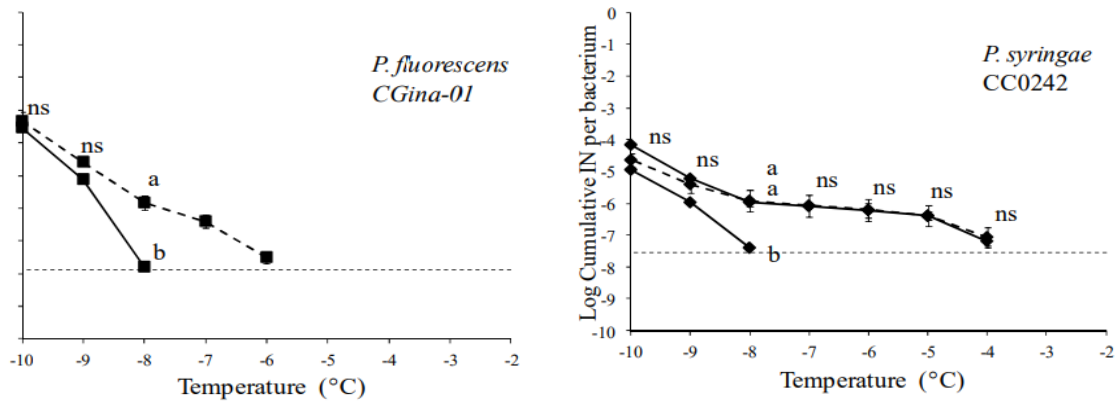 P. fluorescens
CGina-01
ns
ns
a
b
-10 -9 -8 -7 -6 -5 -4 -3 -2
Temperature (°C)
Log Cumulative IN per bacterium
0
-1
-2
-3
-4
-5
-6
-7
-8
-9
-10
P. syringae
CC0242
ns
ns
a
a
ns
ns
ns
ns
b
-10 -9 -8 -7 -6 -5 -4 -3 -2
Temperature (°C)